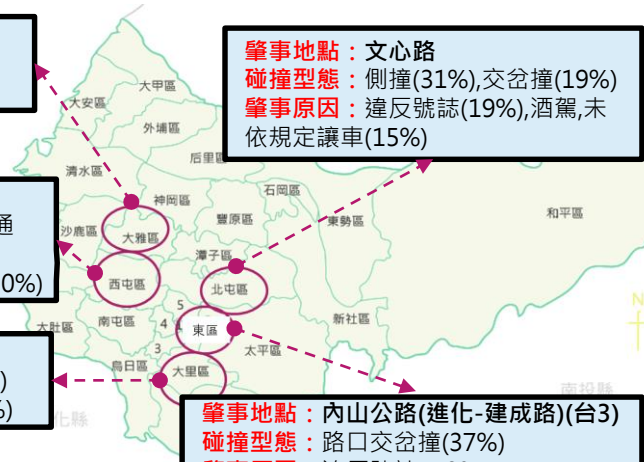 肇事地點：文心路
碰撞型態：側撞(31%),交岔撞(19%)
肇事原因：違反號誌(19%),酒駕,未
依規定讓車(15%)
大甲區
大安區
外埔區
后里
清水區
神岡區
石岡區
豐原區
東勢區
和平區
通
沙鹿區
大雅區
潭子區
0%)
西屯區
北屯區
5
南屯區
4
東區
新社區
N
大肚區
3
太平區
烏日區
大里區
)
%)
化縣
南投縣
肇事地點：內山公路(進化-建成路)(台3)
碰撞型態：路口交岔撞(37%)